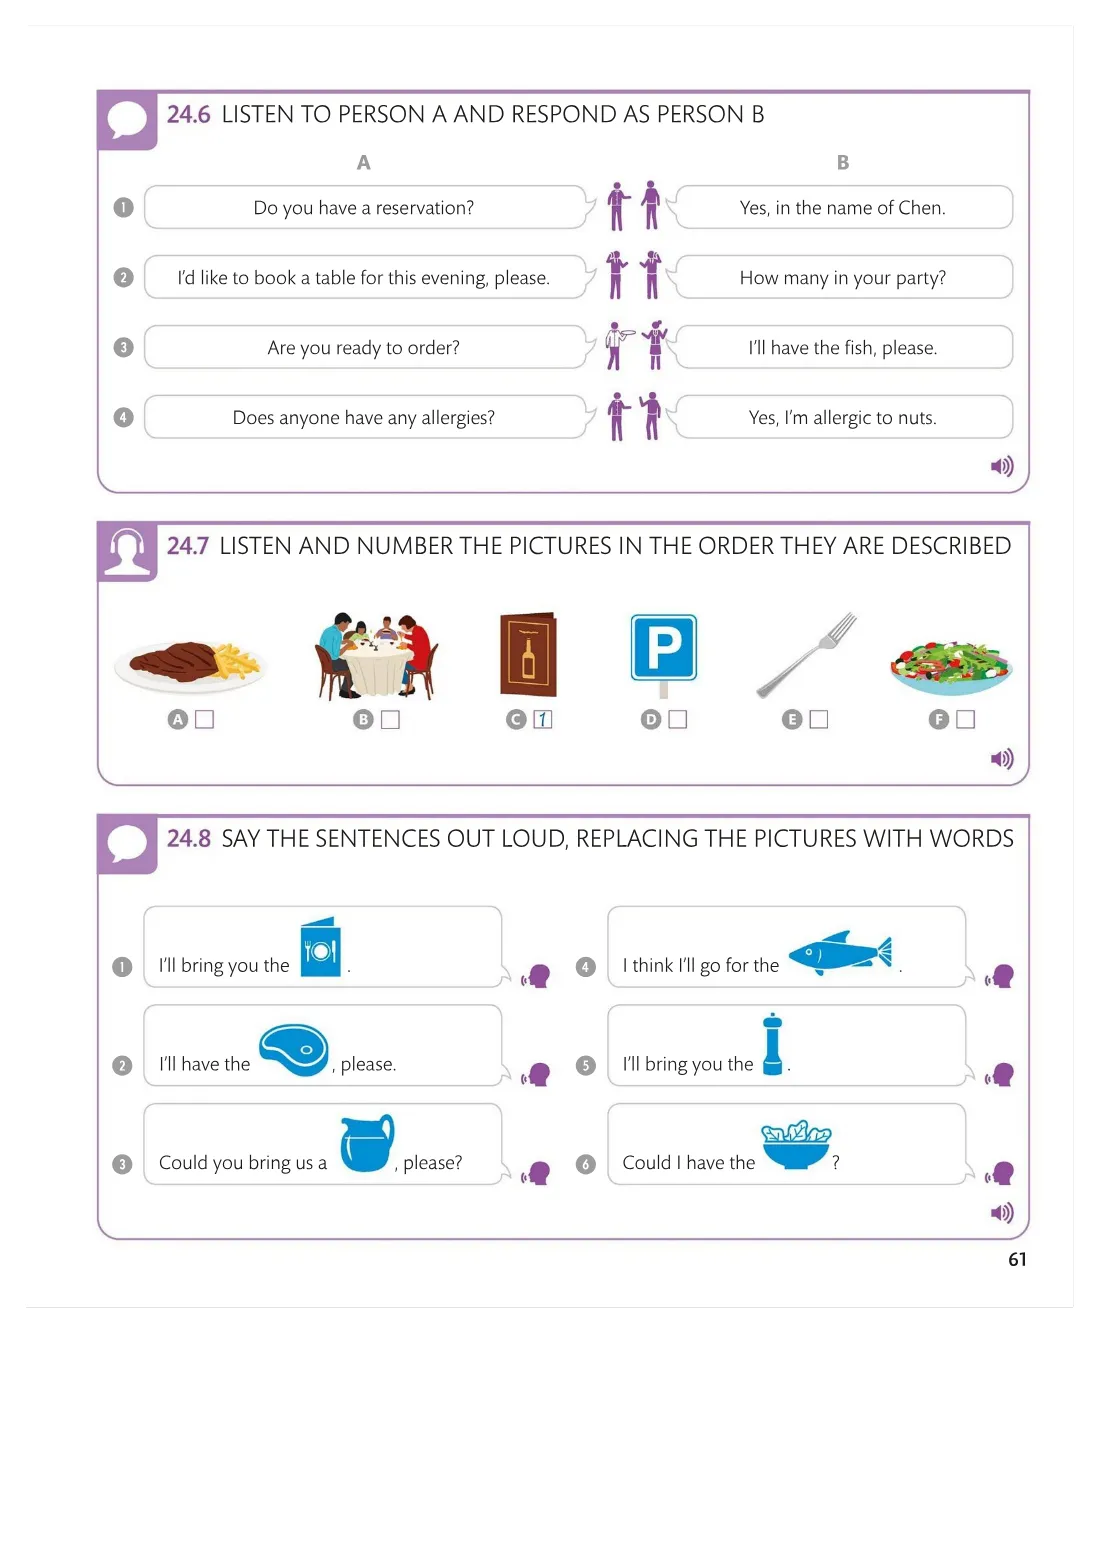 24.6 LISTEN TO PERSON A AND RESPOND AS PERSON B
A B
1 Do you have a reservation? Yes, in the name of Chen.
2 I'd like to book a table for this evening, please. How many in your party?
3 Are you ready to order? I'll have the fish, please.
4 Does anyone have any allergies? Yes, I'm allergic to nuts.
24.7 LISTEN AND NUMBER THE PICTURES IN THE ORDER THEY ARE DESCRIBED
P
A B C 1 D E F
24.8 SAY THE SENTENCES OUT LOUD, REPLACING THE PICTURES WITH WORDS
1 I'll bring you the .
2 I'll have the , please.
3 Could you bring us a , please?
4 I think I'll go for the .
5 I'll bring you the .
6 Could I have the ?
61